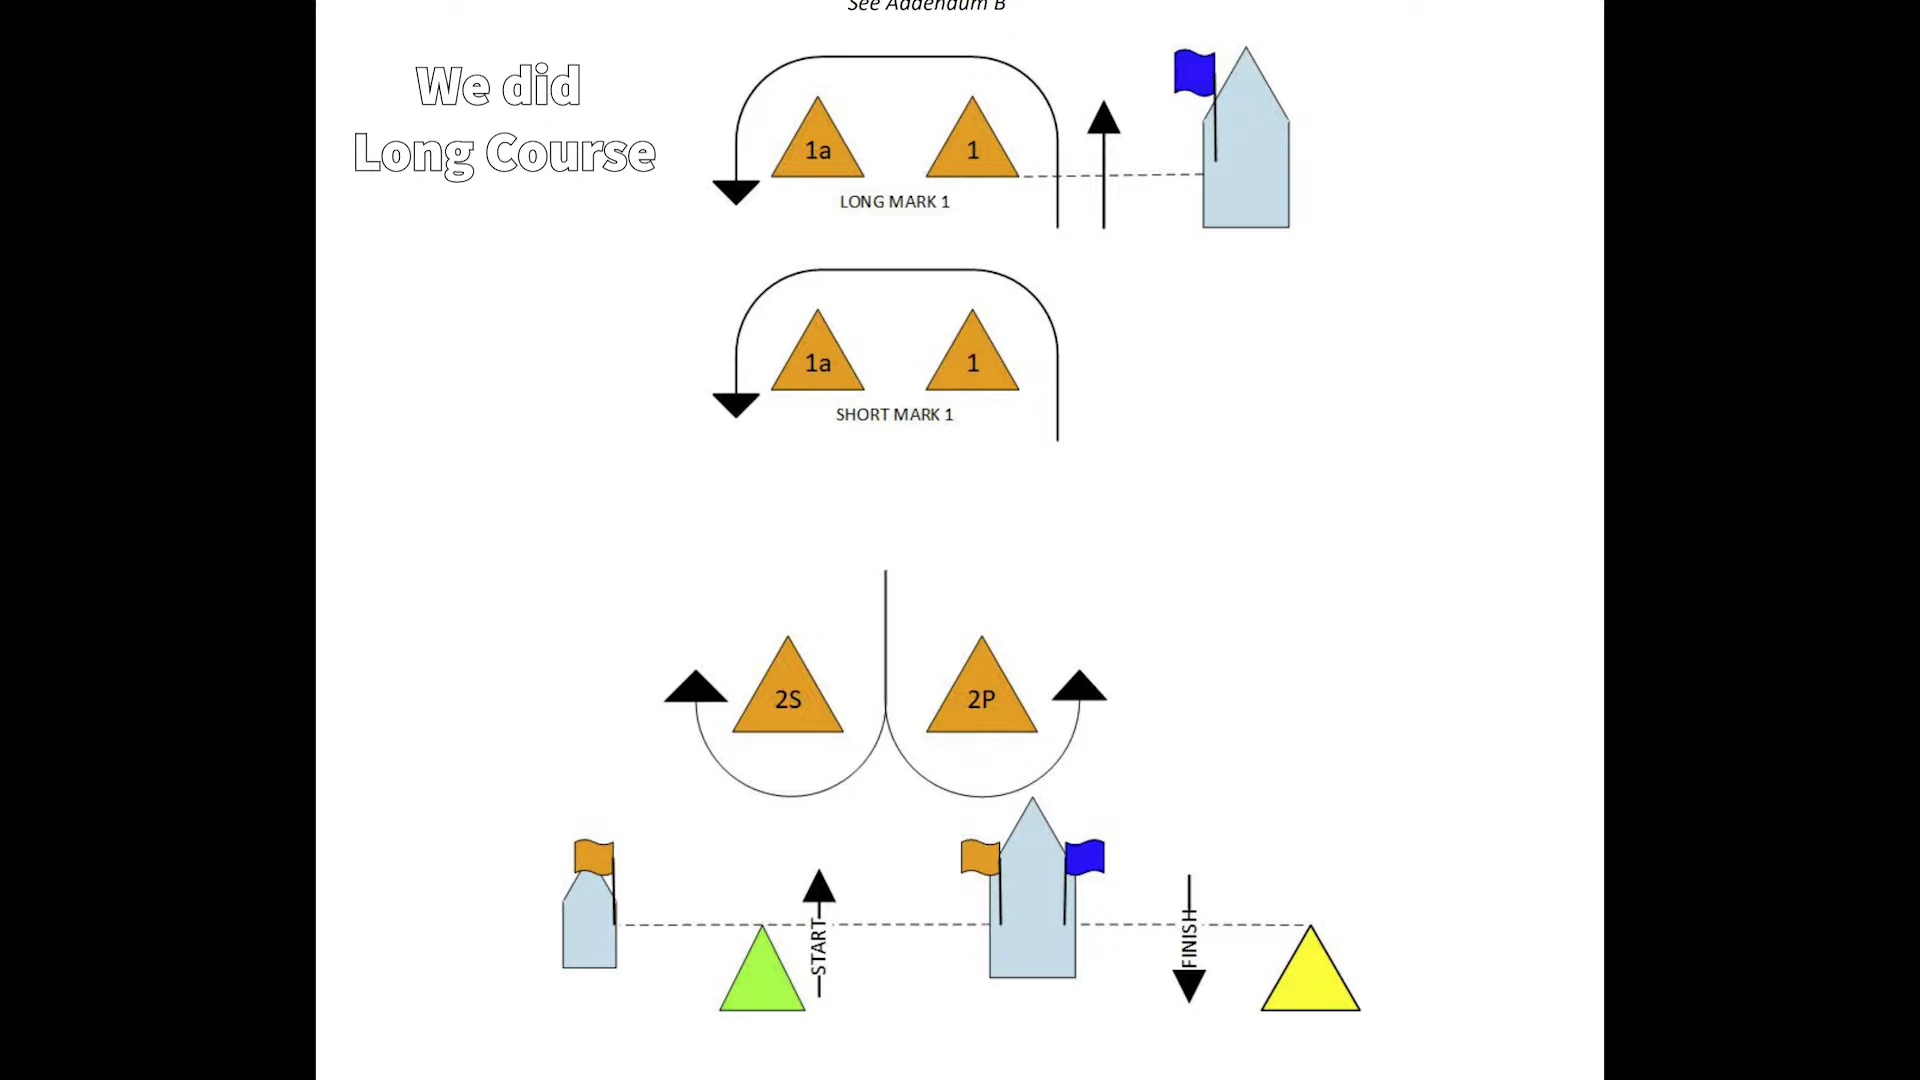 See Addendum B
We did
Long Course
1a
1
LONG MARK 1
1a
1
SHORT MARK 1
2S
2P
START
FINISH